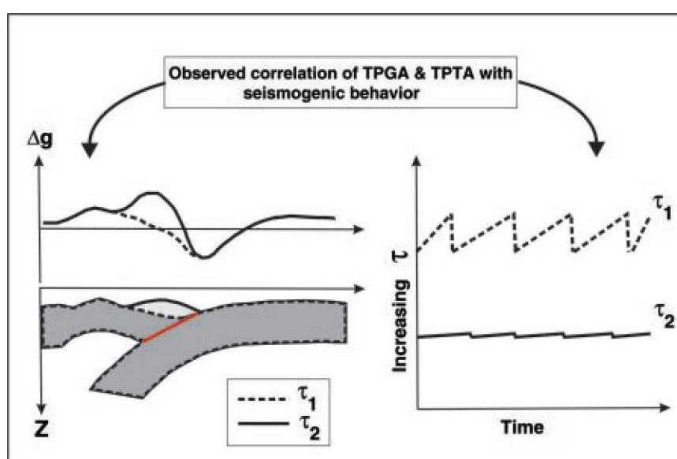 Observed correlation of TPGA & TPTA with
seismogenic behavior
Δg
Z
τ1
τ2
Increasing τ
τ1
τ2
Time